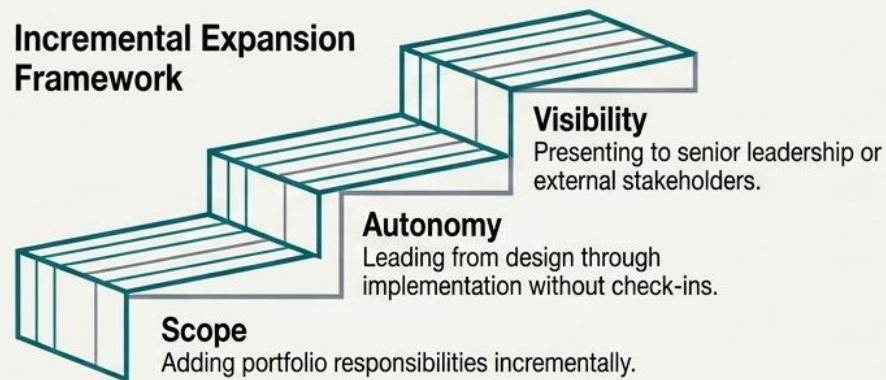 Incremental Expansion
Framework
Visibility
Presenting to senior leadership or
external stakeholders.
Autonomy
Leading from design through
implementation without check-ins.
Scope
Adding portfolio responsibilities incrementally.